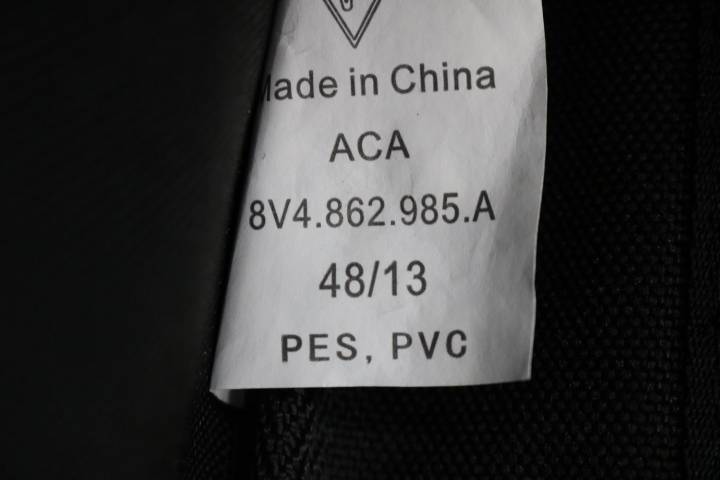 Made in China
ACA
8V4.862.985.A
48/13
PES, PVC